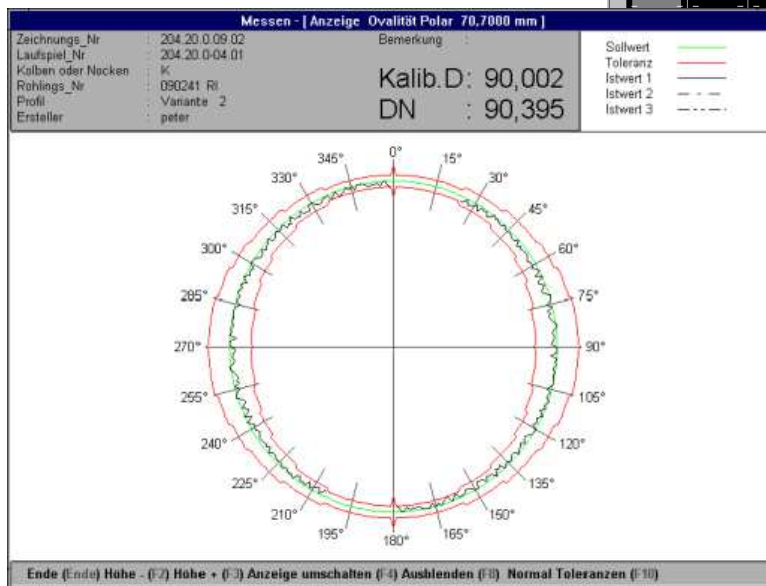 Messen - [ Anzeige Ovalität Polar 70,7000 mm ]
Zeichnungs_Nr : 204.20.0.09.02
Laufspiel_Nr : 204.20.0-04.01
Kolben oder Nocken : K
Rohlings_Nr : 090241 RI
Profil : Variante 2
Ersteller : peter
Bemerkung :
Kalib.D: 90,002
DN : 90,395
Sollwert
Toleranz
Istwert 1
Istwert 2
Istwert 3
0°
15°
30°
45°
60°
75°
90°
105°
120°
135°
150°
165°
180°
195°
210°
225°
240°
255°
270°
285°
300°
315°
330°
345°
Ende (Ende) Höhe - (F2) Höhe + (F3) Anzeige umschalten (F4) Ausblenden (F8) Normal Toleranzen (F10)